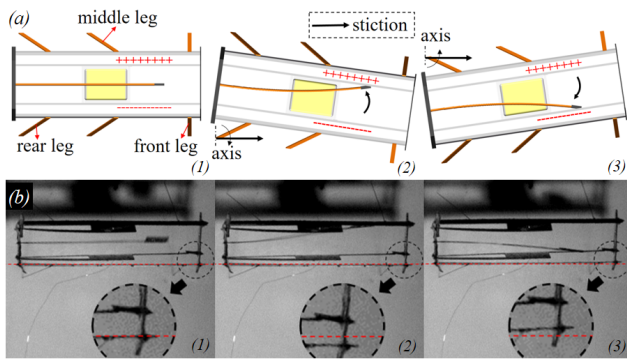 (a)
middle leg
stiction
axis
rear leg
front leg
(1)
axis
(2)
(3)
(b)
(1)
(2)
(3)